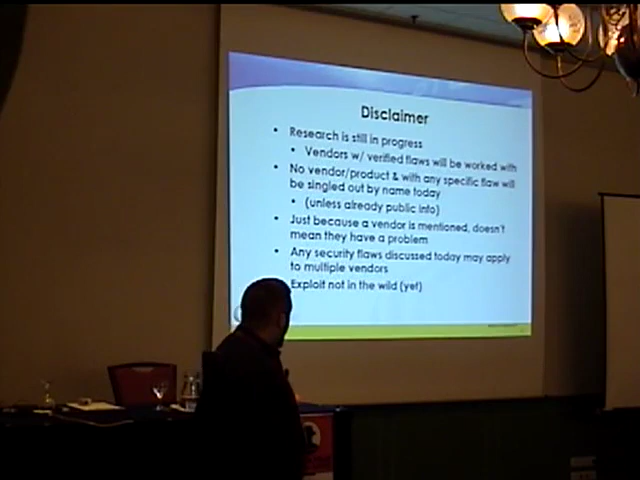 Disclaimer
• Research is still in progress
• Vendors w/ verified flaws will be worked with
• No vendor/product & with any specific flaw will
be singled out by name today
• (unless already public info)
• Just because a vendor is mentioned, doesn't
mean they have a problem
• Any security flaws discussed today may apply
to multiple vendors
Exploit not in the wild (yet)